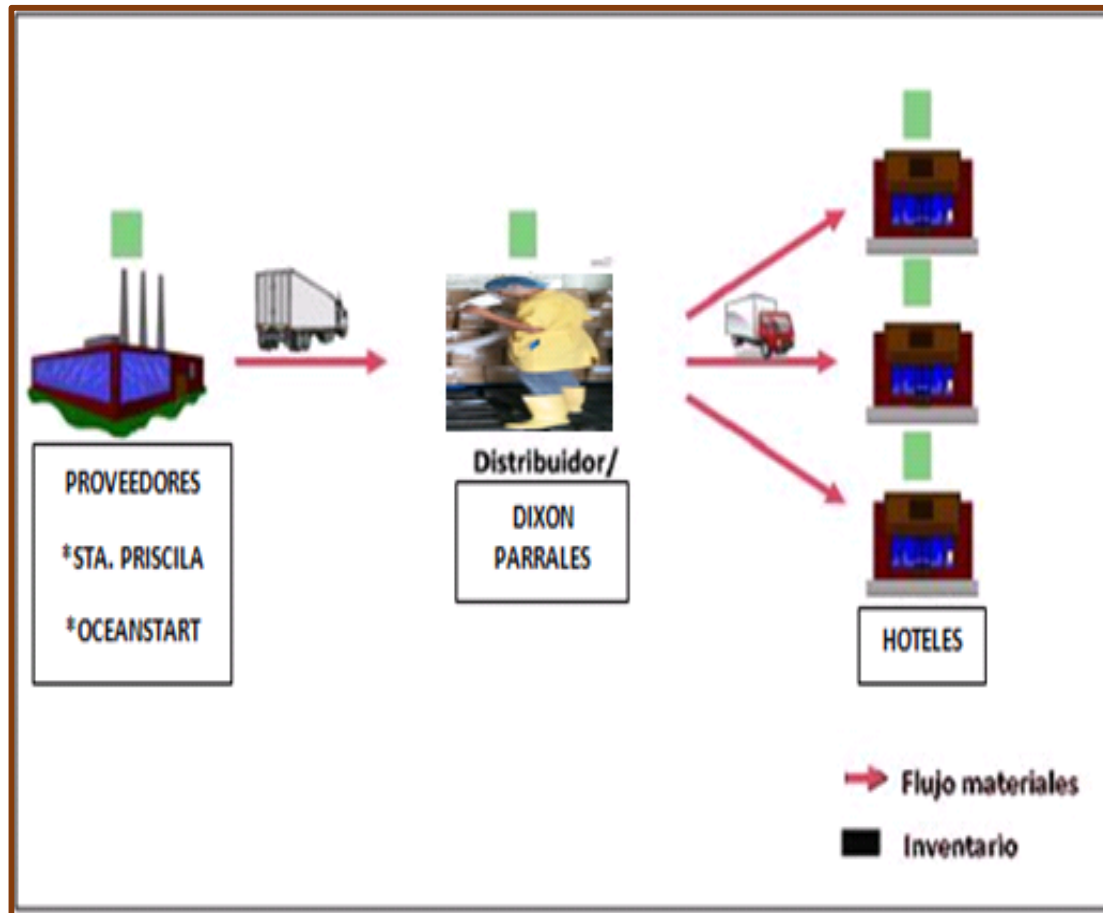 PROVEEDORES
*STA. PRISCILA
*OCEANSTART
Distribuidor/
DIXON
PARRALES
HOTELES
Flujo materiales
Inventario